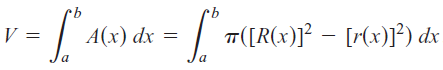 V = ∫_a^b A(x) dx = ∫_a^b π([R(x)]² − [r(x)]²) dx